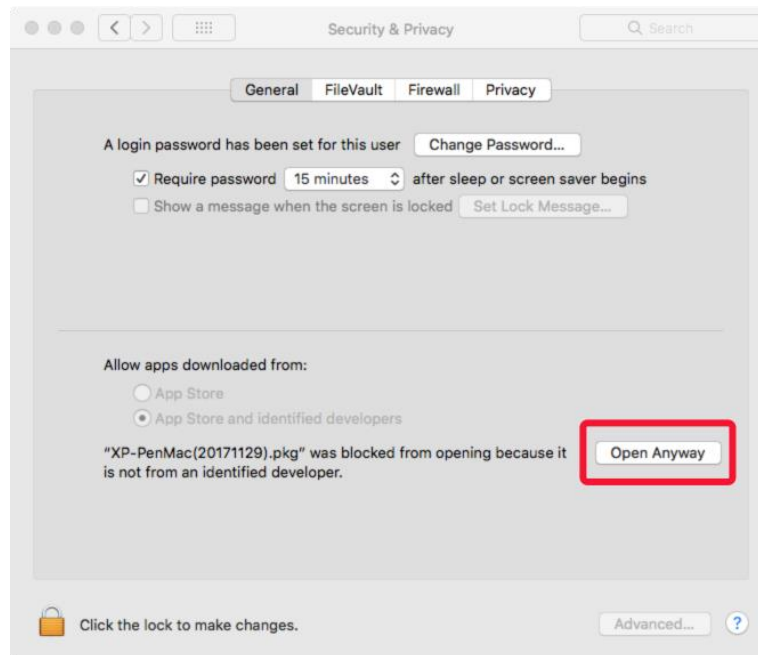 Security & Privacy
Search
General FileVault Firewall Privacy
A login password has been set for this user Change Password...
Require password 15 minutes after sleep or screen saver begins
Show a message when the screen is locked Set Lock Message...
Allow apps downloaded from:
App Store
App Store and identified developers
“XP-PenMac(20171129).pkg” was blocked from opening because it Open Anyway
is not from an identified developer.
Click the lock to make changes. Advanced... ?